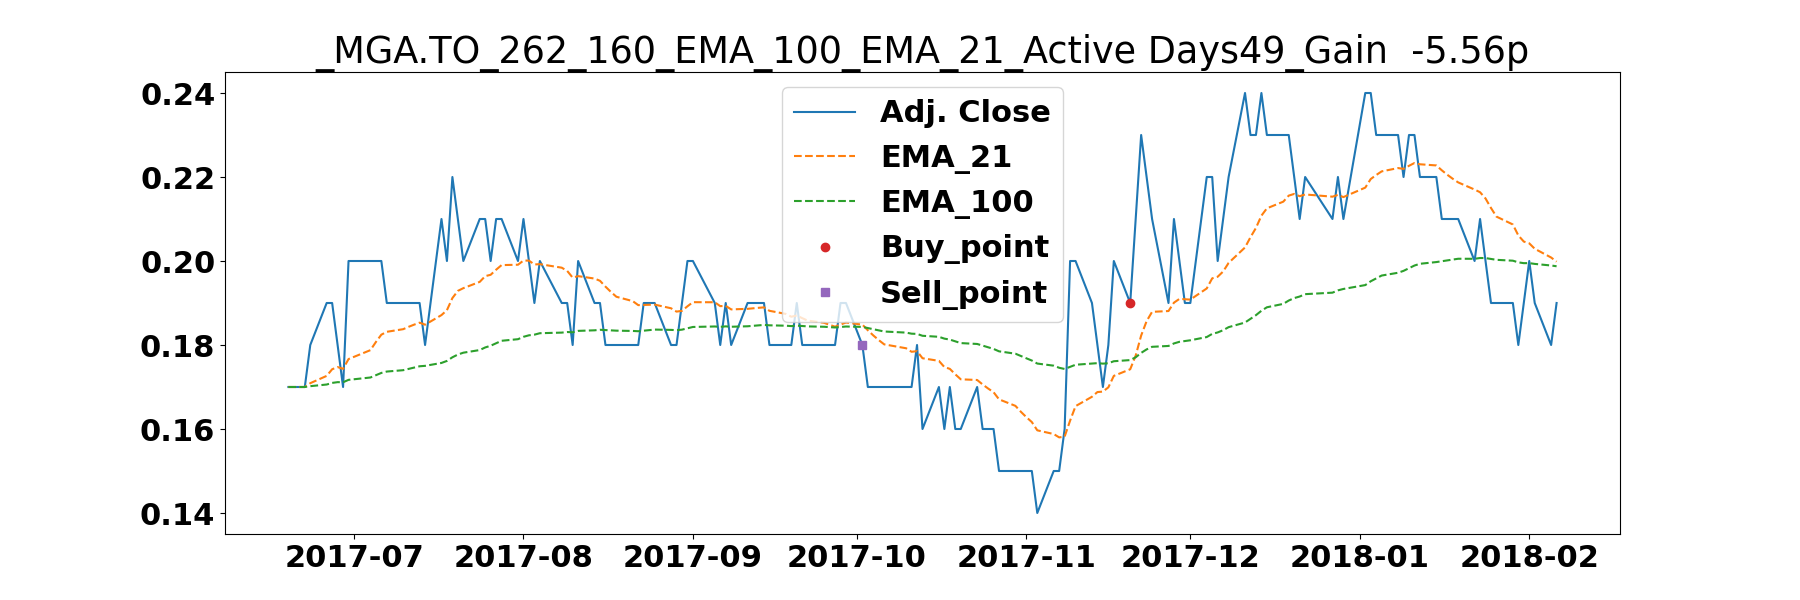 _MGA.TO_262_160_EMA_100_EMA_21_Active Days49_Gain  -5.56p
0.24
0.22
0.20
0.18
0.16
0.14
Adj. Close
EMA_21
EMA_100
Buy_point
Sell_point
2017-07 2017-08 2017-09 2017-10 2017-11 2017-12 2018-01 2018-02